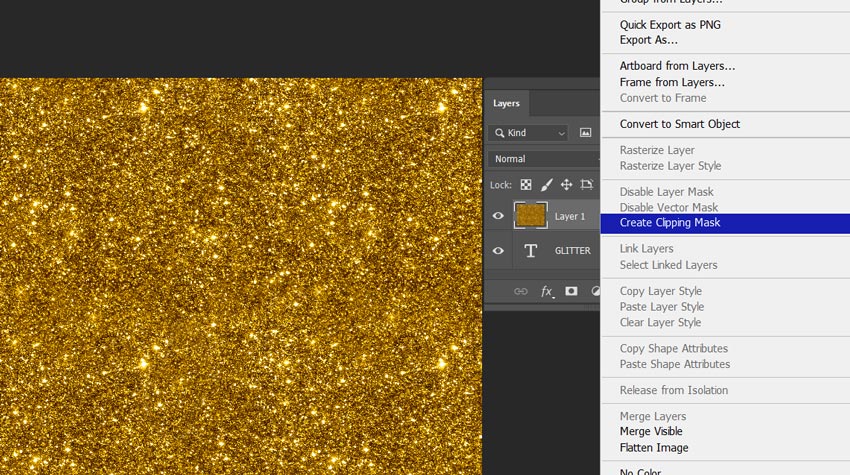 Group from Layers...
Quick Export as PNG
Export As...
Artboard from Layers...
Frame from Layers...
Convert to Frame
Convert to Smart Object
Rasterize Layer
Rasterize Layer Style
Disable Layer Mask
Disable Vector Mask
Create Clipping Mask
Link Layers
Select Linked Layers
Copy Layer Style
Paste Layer Style
Clear Layer Style
Copy Shape Attributes
Paste Shape Attributes
Release from Isolation
Merge Layers
Merge Visible
Flatten Image
No Color
Layers
Kind
Normal
Lock:
Layer 1
T GLITTER
fx